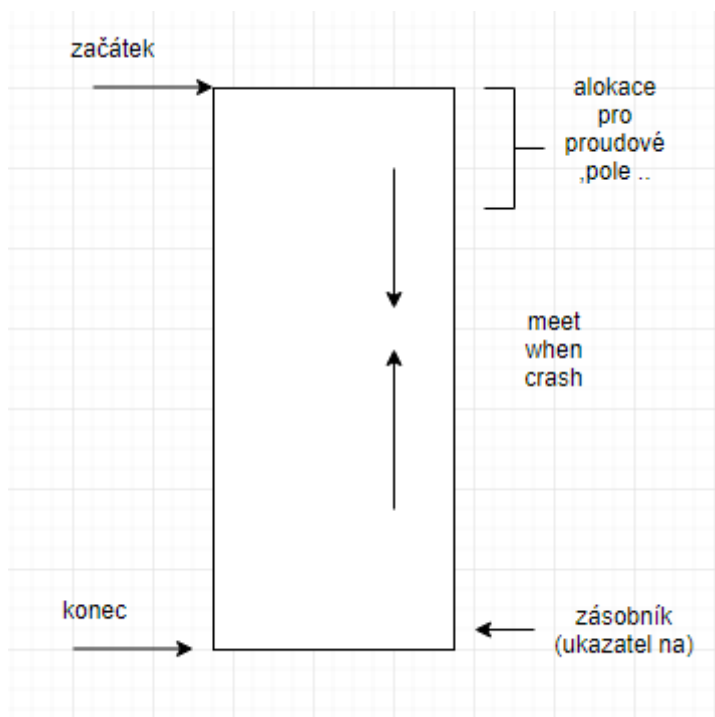 začátek
alokace
pro
proudové
,pole ..
meet
when
crash
konec
zásobník
(ukazatel na)